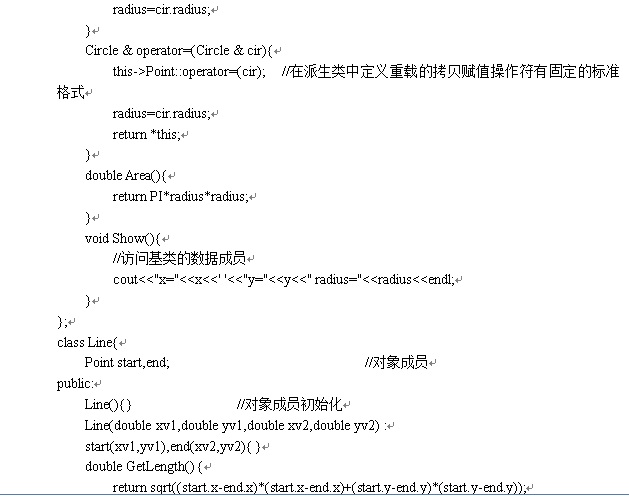 radius=cir.radius;↵
}↵
Circle & operator=(Circle & cir){↵
this->Point::operator=(cir); //在派生类中定义重载的拷贝赋值操作符有固定的标准
格式↵
radius=cir.radius;↵
return *this;↵
}↵
double Area(){↵
return PI*radius*radius;↵
}↵
void Show(){↵
//访问基类的数据成员↵
cout<<"x="<<x<<' '<<"y="<<y<<" radius="<<radius<<endl;↵
}↵
};↵
class Line{↵
Point start,end; //对象成员↵
public:↵
Line(){} //对象成员初始化↵
Line(double xv1,double yv1,double xv2,double yv2) :↵
start(xv1,yv1),end(xv2,yv2){ }↵
double GetLength() {↵
return sqrt((start.x-end.x)*(start.x-end.x)+(start.y-end.y)*(start.y-end.y));↵